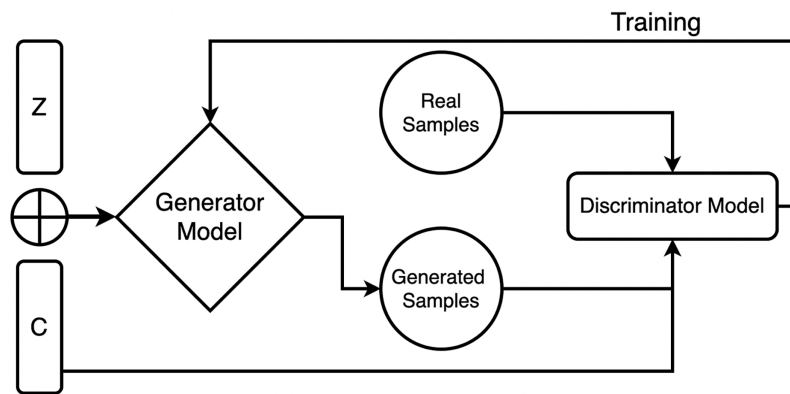 Training
Z
Real
Samples
Generator
Model
Discriminator Model
Generated
Samples
C